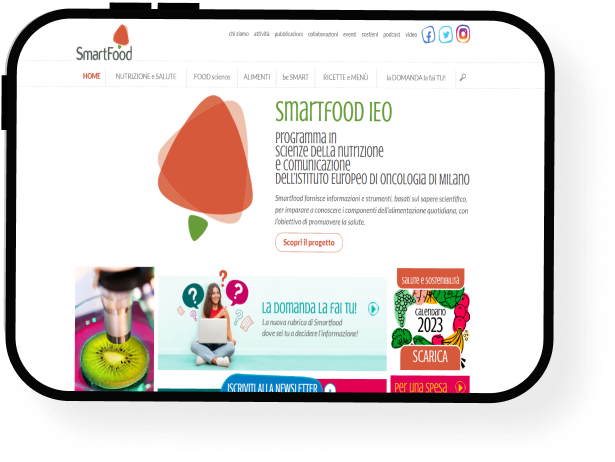 chi siamo attività pubblicazioni collaborazioni eventi sostieni podcast video
SmartFood
HOME NUTRIZIONE e SALUTE FOOD science ALIMENTI be SMART RICETTE e MENÙ la DOMANDA la fai TU!
smartfood ieo
Programma in
scienze della nutrizione
e comunicazione
dell'Istituto Europeo di Oncologia di Milano
Smartfood fornisce informazioni e strumenti, basati sul sapere scientifico,
per imparare a conoscere i componenti dell'alimentazione quotidiana, con
l'obiettivo di promuovere la salute.
Scopri il progetto
la domanda la fai tu!
La nuova rubrica di Smartfood
dove sei tu a decidere l'informazione!
salute e sostenibilità
calendario
2023
SCARICA
ISCRIVITI ALLA NEWSLETTER
per una spesa